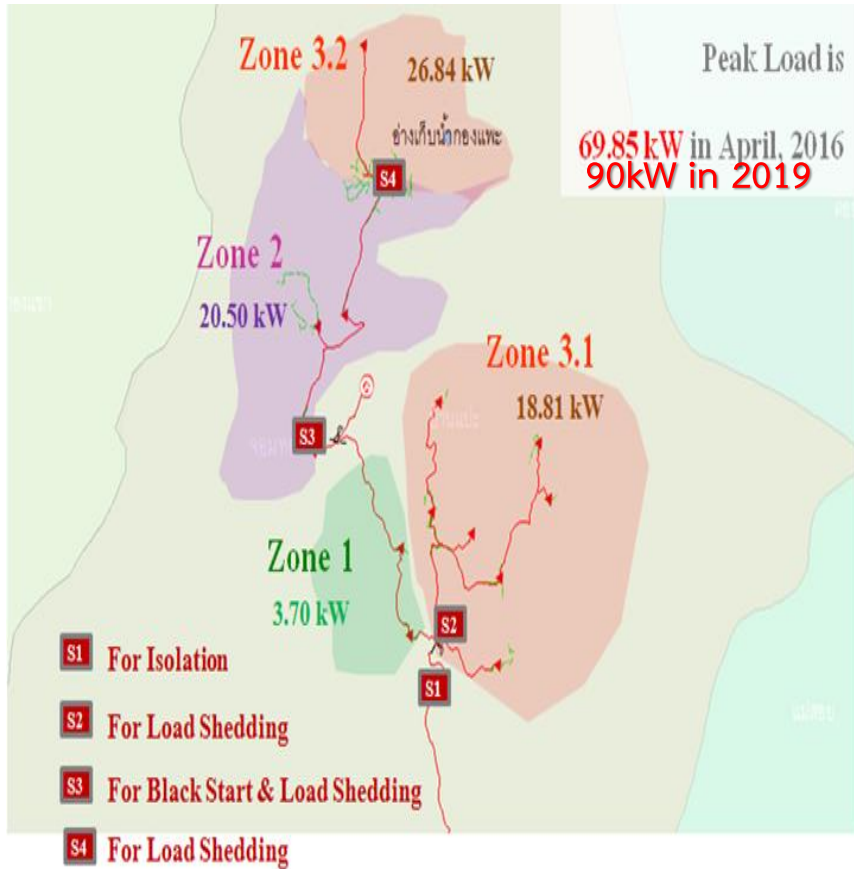 Zone 3.2
26.84 kW
อ่างเก็บน้ำกองแพะ
S4
Peak Load is
69.85 kW in April, 2016
90kW in 2019
Zone 2
20.50 kW
Zone 3.1
18.81 kW
S3
Zone 1
3.70 kW
S2
S1
S1 For Isolation
S2 For Load Shedding
S3 For Black Start & Load Shedding
S4 For Load Shedding